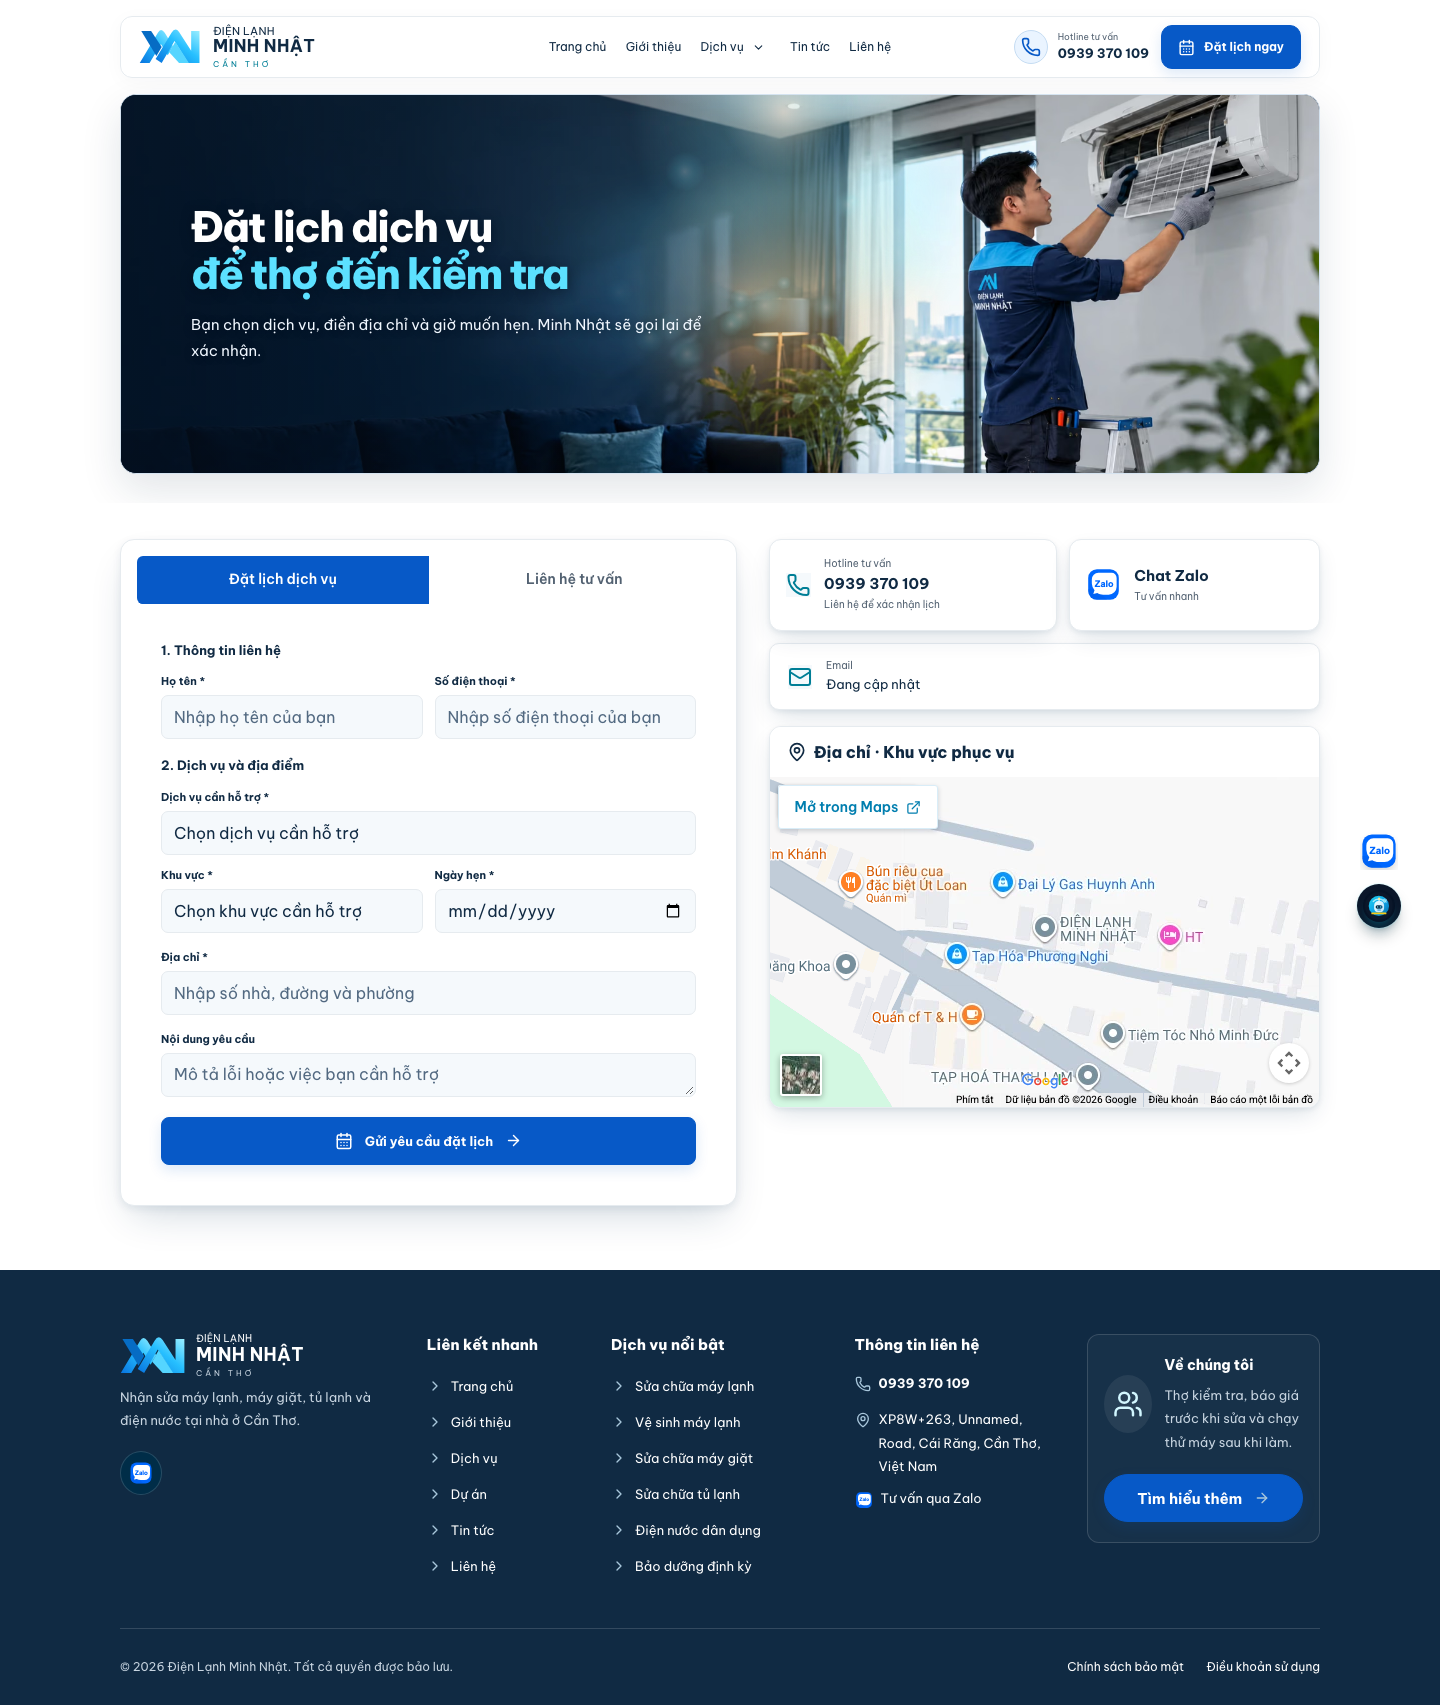 ĐIỆN LẠNH
MINH NHẬT
CẦN THƠ
Trang chủ
Giới thiệu
Dịch vụ
Tin tức
Liên hệ
Hotline tư vấn
0939 370 109
Đặt lịch ngay
Đặt lịch dịch vụ
để thợ đến kiểm tra
Bạn chọn dịch vụ, điền địa chỉ và giờ muốn hẹn. Minh Nhật sẽ gọi lại để
xác nhận.
ĐIỆN LẠNH
MINH NHẬT
Đặt lịch dịch vụ
Liên hệ tư vấn
1. Thông tin liên hệ
Họ tên *
Số điện thoại *
Nhập họ tên của bạn
Nhập số điện thoại của bạn
2. Dịch vụ và địa điểm
Dịch vụ cần hỗ trợ *
Chọn dịch vụ cần hỗ trợ
Khu vực *
Ngày hẹn *
Chọn khu vực cần hỗ trợ
mm/dd/yyyy
Địa chỉ *
Nhập số nhà, đường và phường
Nội dung yêu cầu
Mô tả lỗi hoặc việc bạn cần hỗ trợ
Gửi yêu cầu đặt lịch
Hotline tư vấn
0939 370 109
Liên hệ để xác nhận lịch
Zalo
Chat Zalo
Tư vấn nhanh
Email
Đang cập nhật
Địa chỉ · Khu vực phục vụ
Mở trong Maps
im Khánh
Bún riêu cua
đặc biệt Út Loan
Quán mì
Đại Lý Gas Huynh Anh
ĐIỆN LẠNH
MINH NHẬT
HT
Tạp Hóa Phương Nghi
Đăng Khoa
Quán cf T & H
Tiệm Tóc Nhỏ Minh Đức
TẠP HOÁ THANH LAM
Google
Phím tắt
Dữ liệu bản đồ ©2026 Google
Điều khoản
Báo cáo một lỗi bản đồ
Zalo
ĐIỆN LẠNH
MINH NHẬT
CẦN THƠ
Nhận sửa máy lạnh, máy giặt, tủ lạnh và
điện nước tại nhà ở Cần Thơ.
Zalo
Liên kết nhanh
Trang chủ
Giới thiệu
Dịch vụ
Dự án
Tin tức
Liên hệ
Dịch vụ nổi bật
Sửa chữa máy lạnh
Vệ sinh máy lạnh
Sửa chữa máy giặt
Sửa chữa tủ lạnh
Điện nước dân dụng
Bảo dưỡng định kỳ
Thông tin liên hệ
0939 370 109
XP8W+263, Unnamed,
Road, Cái Răng, Cần Thơ,
Việt Nam
Zalo
Tư vấn qua Zalo
Về chúng tôi
Thợ kiểm tra, báo giá
trước khi sửa và chạy
thử máy sau khi làm.
Tìm hiểu thêm
© 2026 Điện Lạnh Minh Nhật. Tất cả quyền được bảo lưu.
Chính sách bảo mật
Điều khoản sử dụng